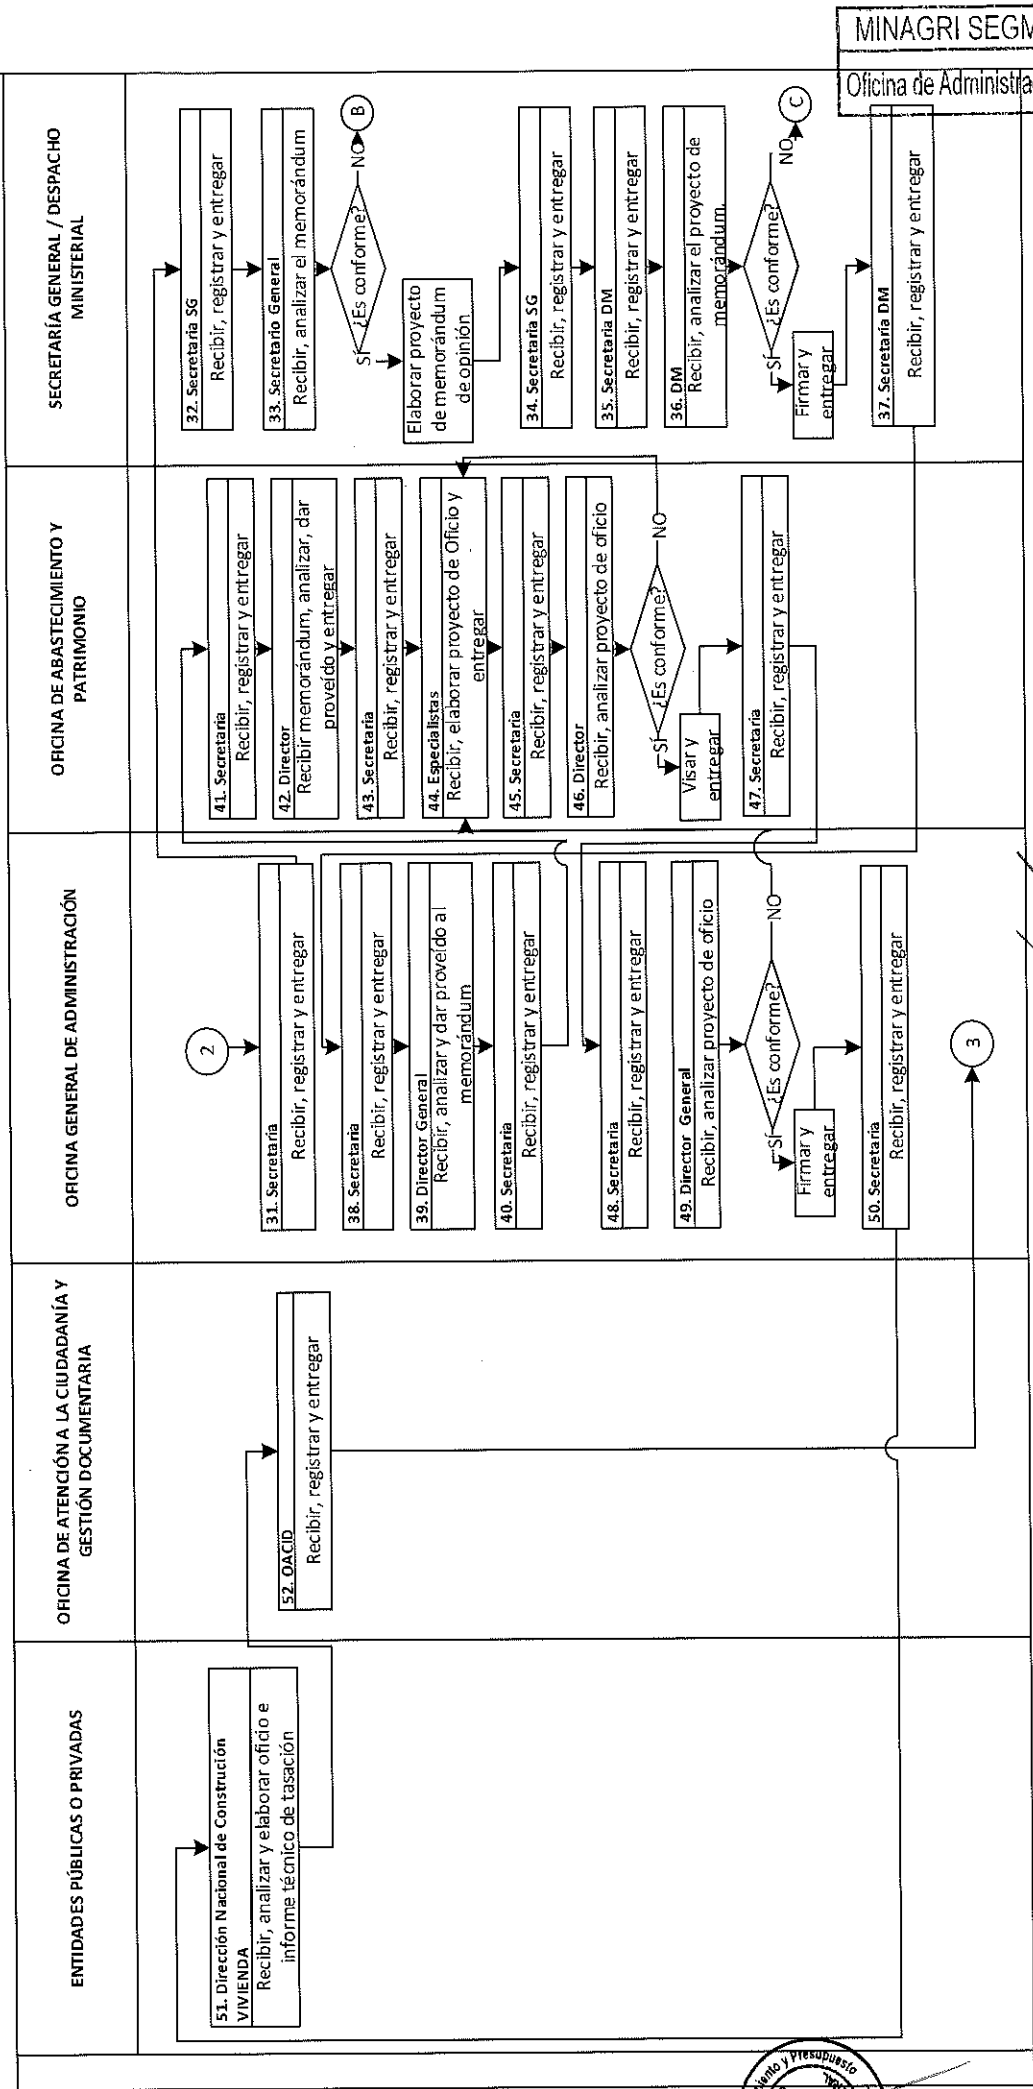 MINAGRI SEGM
Oficina de Administra
ENTIDADES PÚBLICAS O PRIVADAS
51. Dirección Nacional de Construción
VIVIENDA
Recibir, analizar y elaborar oficio e
informe técnico de tasación
OFICINA DE ATENCIÓN A LA CIUDADANÍA Y
GESTIÓN DOCUMENTARIA
52. OACID
Recibir, registrar y entregar
OFICINA GENERAL DE ADMINISTRACIÓN
2
31. Secretaria
Recibir, registrar y entregar
38. Secretaria
Recibir, registrar y entregar
39. Director General
Recibir, analizar y dar proveído al
memorándum
40. Secretaria
Recibir, registrar y entregar
48. Secretaria
Recibir, registrar y entregar
49. Director General
Recibir, analizar proyecto de oficio
¿Es conforme?
SÍ
NO
Firmar y
entregar
50. Secretaria
Recibir, registrar y entregar
3
OFICINA DE ABASTECIMIENTO Y
PATRIMONIO
41. Secretaria
Recibir, registrar y entregar
42. Director
Recibir memorándum, analizar, dar
proveído y entregar
43. Secretaria
Recibir, registrar y entregar
44. Especialistas
Recibir, elaborar proyecto de Oficio y
entregar
45. Secretaria
Recibir, registrar y entregar
46. Director
Recibir, analizar proyecto de oficio
¿Es conforme?
SÍ
NO
Visar y
entregar
47. Secretaria
Recibir, registrar y entregar
SECRETARÍA GENERAL / DESPACHO
MINISTERIAL
32. Secretaria SG
Recibir, registrar y entregar
33. Secretario General
Recibir, analizar el memorándum
¿Es conforme?
SÍ
NO
B
Elaborar proyecto
de memorándum
de opinión
34. Secretaria SG
Recibir, registrar y entregar
35. Secretaria DM
Recibir, registrar y entregar
36. DM
Recibir, analizar el proyecto de
memorándum.
¿Es conforme?
SÍ
NO
C
Firmar y
entregar
37. Secretaria DM
Recibir, registrar y entregar
y Presupuesto